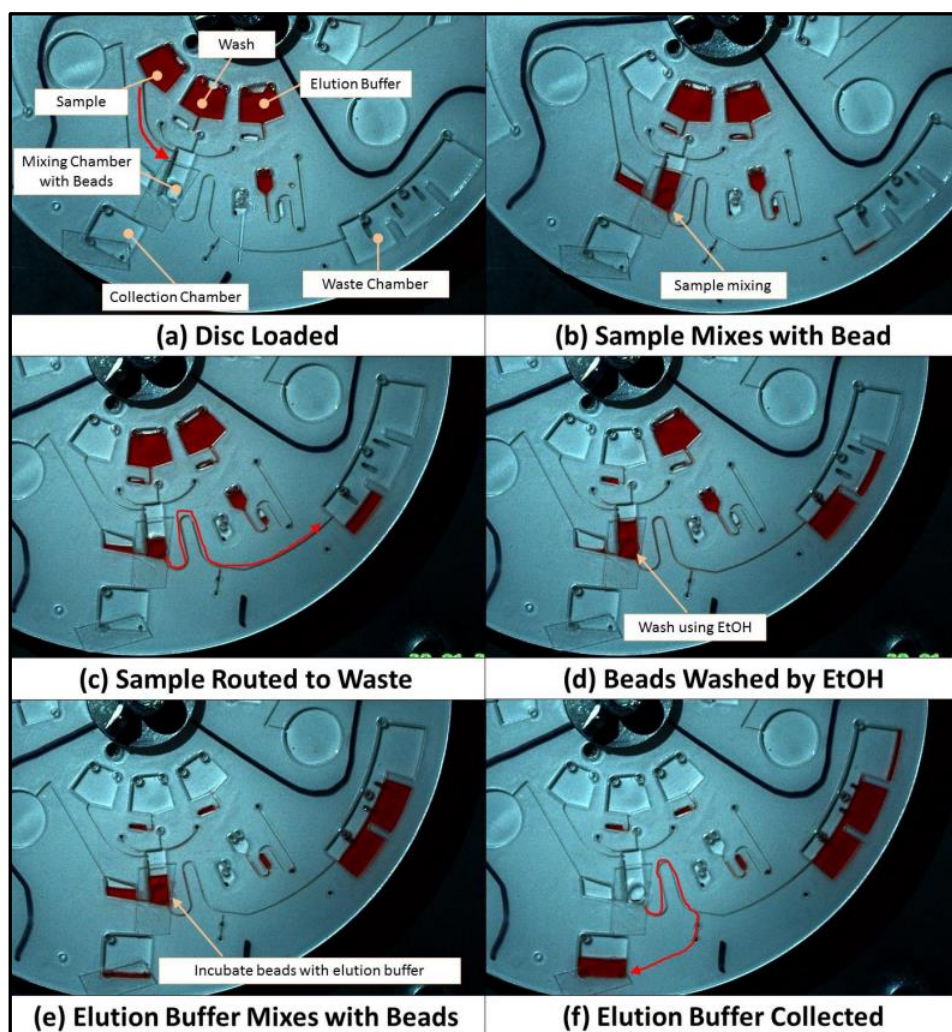 Wash
Elution Buffer
Sample
Mixing Chamber
with Beads
Collection Chamber
Waste Chamber
(a) Disc Loaded
Sample mixing
(b) Sample Mixes with Bead
(c) Sample Routed to Waste
Wash using EtOH
(d) Beads Washed by EtOH
Incubate beads with elution buffer
(e) Elution Buffer Mixes with Beads
(f) Elution Buffer Collected